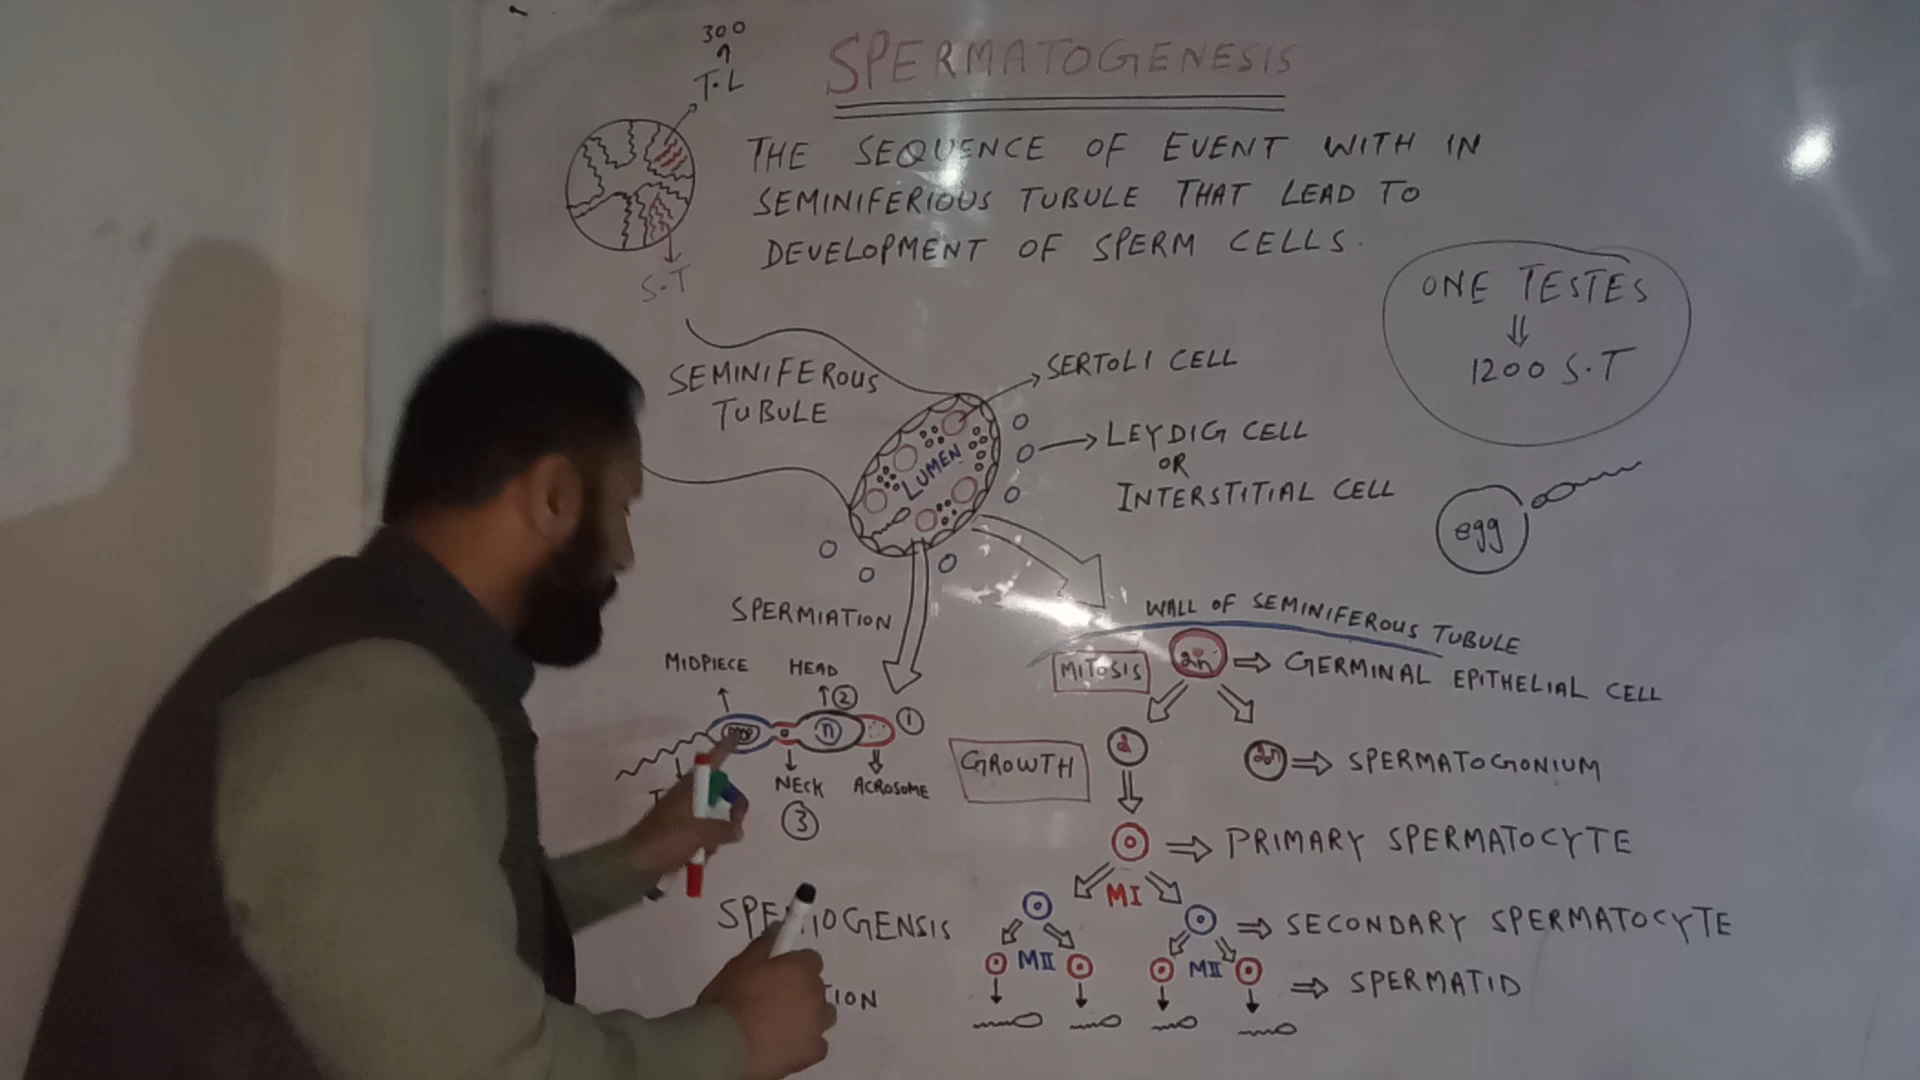 300
T.L
SPERMATOGENESIS
THE SEQUENCE OF EVENT WITH IN
SEMINIFERIOUS TUBULE THAT LEAD TO
DEVELOPMENT OF SPERM CELLS.
S.T
ONE TESTES
1200 S.T
SEMINIFEROUS
TUBULE
SERTOLI CELL
LEYDIG CELL
OR
INTERSTITIAL CELL
LUMEN
egg
SPERMIATION
WALL OF SEMINIFEROUS TUBULE
MIDPIECE HEAD
MITOSIS 2n GERMINAL EPITHELIAL CELL
2
1
n
NECK ACROSOME
3
GROWTH
2n SPERMATOGONIUM
PRIMARY SPERMATOCYTE
MI
SECONDARY SPERMATOCYTE
MII MII
SPERMATID